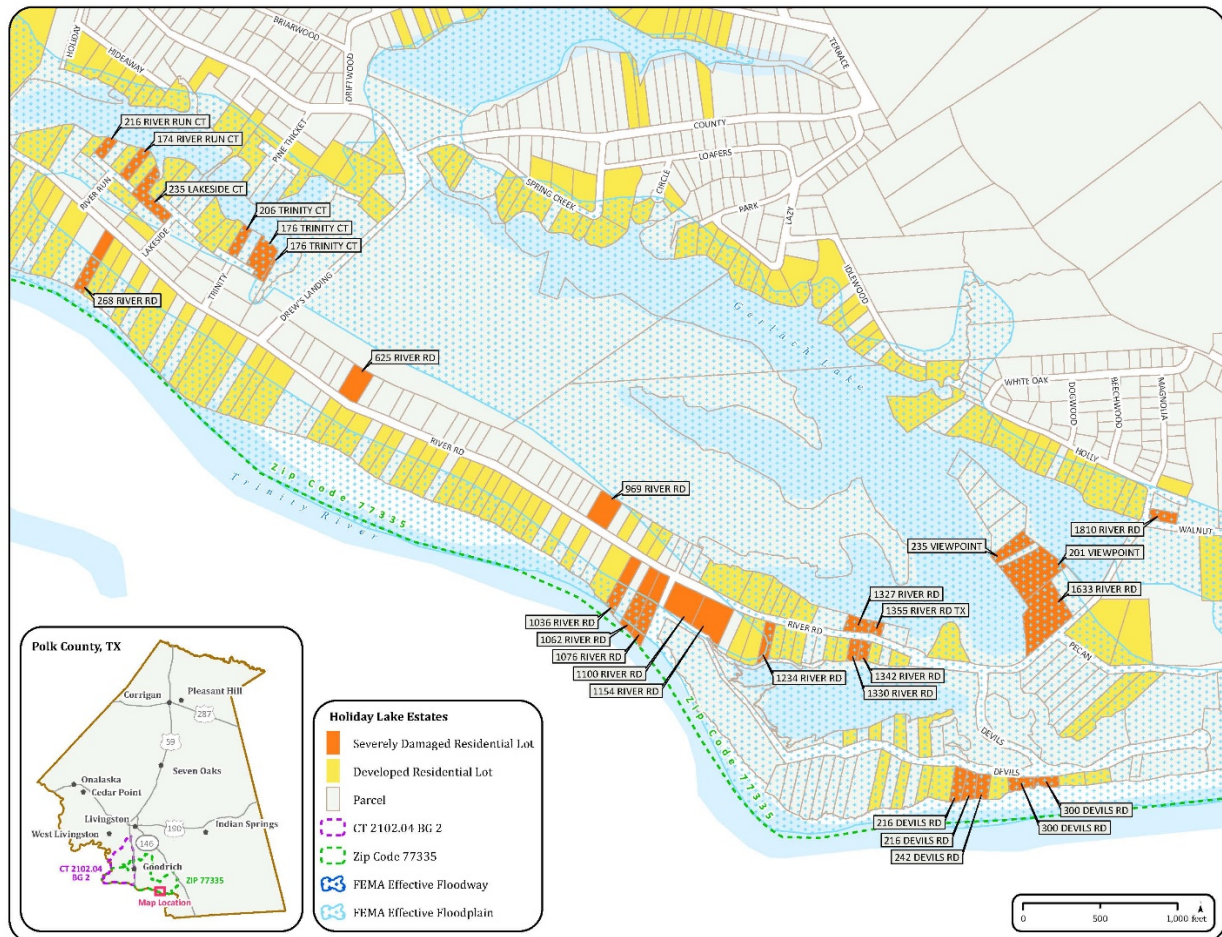 HOLIDAY
HIDEAWAY
BRIARWOOD
DRIFTWOOD
TERRACE
216 RIVER RUN CT
174 RIVER RUN CT
PINE THICKET
COUNTY
LOAFERS
235 LAKESIDE CT
RIVER RUN
SPRING CREEK
CIRCLE
206 TRINITY CT
PARK
LAZY
176 TRINITY CT
LAKESIDE
176 TRINITY CT
IDLEWOOD
TRINITY
DREW'S LANDING
268 RIVER RD
Gerlach Lake
625 RIVER RD
WHITE OAK
DOGWOOD
BEECHWOOD
MAGNOLIA
RIVER RD
HOLLY
Zip Code 77335
Trinity River
969 RIVER RD
1810 RIVER RD
WALNUT
235 VIEWPOINT
201 VIEWPOINT
1327 RIVER RD
1633 RIVER RD
1355 RIVER RD TX
1036 RIVER RD
RIVER RD
1062 RIVER RD
PECAN
1076 RIVER RD
1100 RIVER RD
1234 RIVER RD
1342 RIVER RD
1154 RIVER RD
1330 RIVER RD
Zip Code 77335
DEVILS
DEVILS
216 DEVILS RD
300 DEVILS RD
216 DEVILS RD
300 DEVILS RD
242 DEVILS RD
Polk County, TX
Corrigan
Pleasant Hill
287
59
Seven Oaks
Onalaska
Cedar Point
Livingston
West Livingston
190
Indian Springs
146
CT 2102.04
BG 2
Goodrich
ZIP 77335
Map Location
Holiday Lake Estates
Severely Damaged Residential Lot
Developed Residential Lot
Parcel
CT 2102.04 BG 2
Zip Code 77335
FEMA Effective Floodway
FEMA Effective Floodplain
0 500 1,000 feet